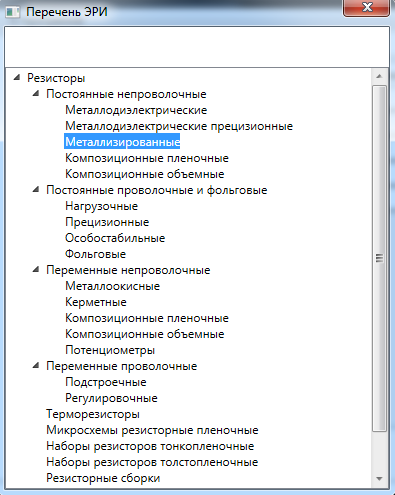 Перечень ЭРИ
Резисторы
Постоянные непроволочные
Металлодиэлектрические
Металлодиэлектрические прецизионные
Металлизированные
Композиционные пленочные
Композиционные объемные
Постоянные проволочные и фольговые
Нагрузочные
Прецизионные
Особостабильные
Фольговые
Переменные непроволочные
Металлоокисные
Керметные
Композиционные пленочные
Композиционные объемные
Потенциометры
Переменные проволочные
Подстроечные
Регулировочные
Терморезисторы
Микросхемы резисторные пленочные
Наборы резисторов тонкопленочные
Наборы резисторов толстопленочные
Резисторные сборки